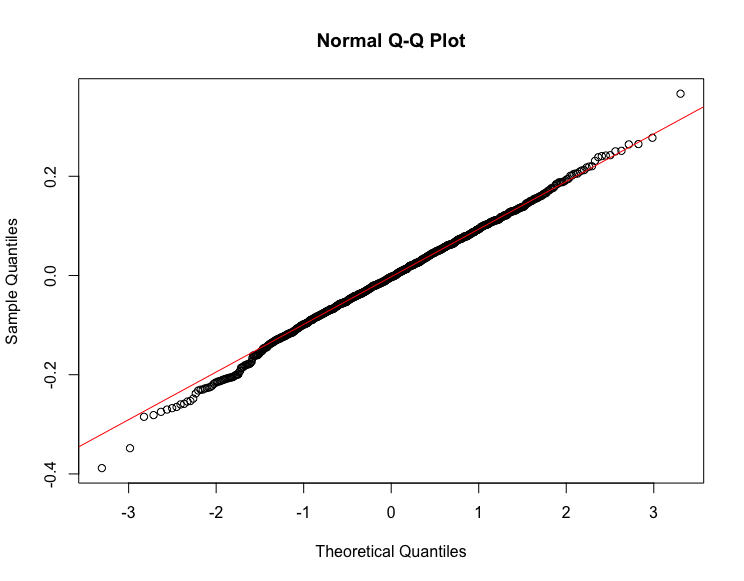 Normal Q-Q Plot
Sample Quantiles
0.2
0.0
-0.2
-0.4
-3 -2 -1 0 1 2 3
Theoretical Quantiles